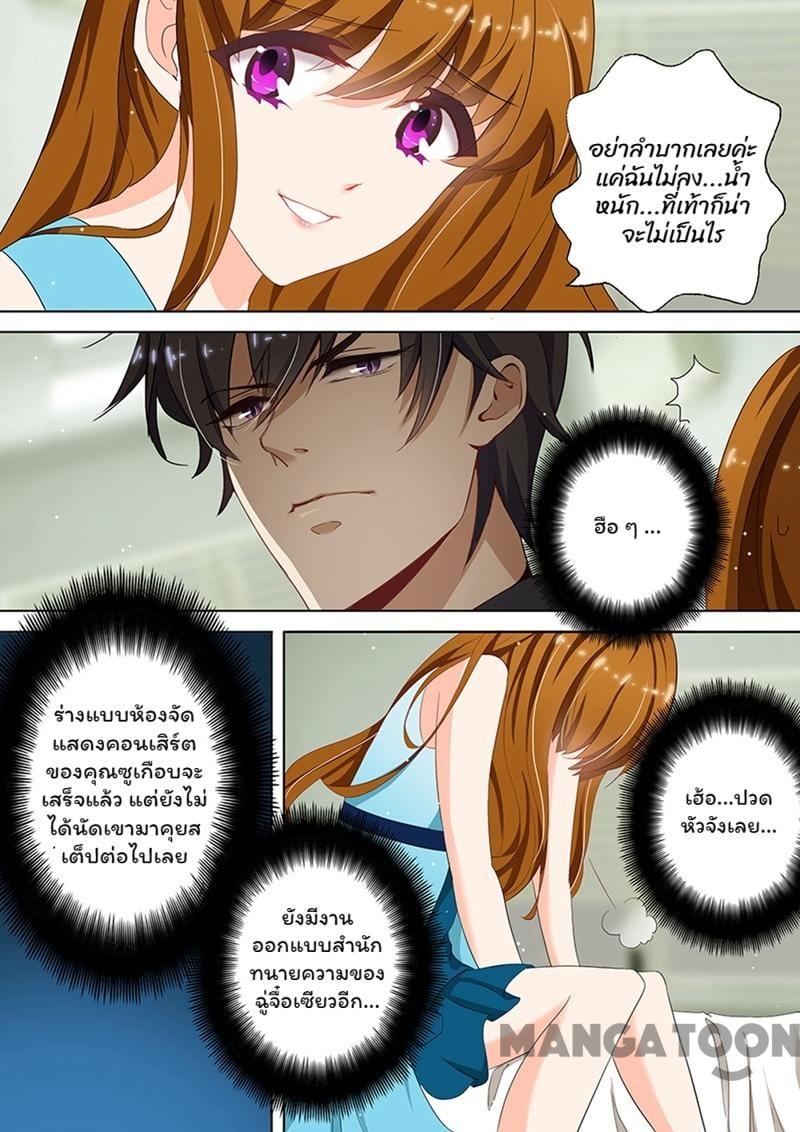 อย่าลำบากเลยค่ะ
แค่ฉันไม่ลง...น้ำ
หนัก...ที่เท้าก็น่า
จะไม่เป็นไร
ฮือ ๆ ...
ร่างแบบห้องจัด
แสดงคอนเสิร์ต
ของคุณซูเกือบจะ
เสร็จแล้ว แต่ยังไม่
ได้นัดเขามาคุยส
เต็ปต่อไปเลย
เฮ้อ...ปวด
หัวจังเลย...
ยังมีงาน
ออกแบบสำนัก
ทนายความของ
ฉู่จื่อเซียวอีก...
MANGATOON